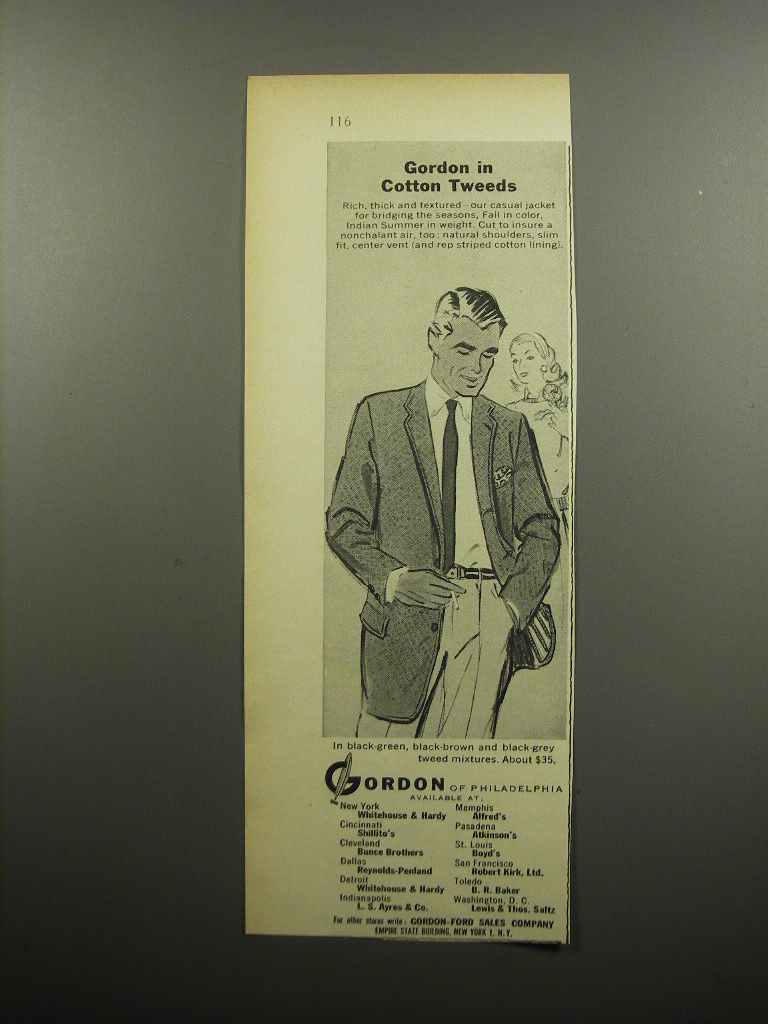 116
Gordon in
Cotton Tweeds
Rich, thick and textured—our casual jacket
for bridging the seasons, Fall in color,
Indian Summer in weight. Cut to insure a
nonchalant air, too: natural shoulders, slim
fit, center vent (and rep striped cotton lining).
In black-green, black-brown and black-grey
tweed mixtures. About $35.
GORDON OF PHILADELPHIA
AVAILABLE AT:
New York
Whitehouse & Hardy
Cincinnati
Shillito's
Cleveland
Bunce Brothers
Dallas
Reynolds-Penland
Detroit
Whitehouse & Hardy
Indianapolis
L. S. Ayres & Co.
Memphis
Alfred's
Pasadena
Atkinson's
St. Louis
Boyd's
San Francisco
Robert Kirk, Ltd.
Toledo
B. R. Baker
Washington, D. C.
Lewis & Thos. Saltz
For other stores write: GORDON-FORD SALES COMPANY
EMPIRE STATE BUILDING, NEW YORK 1, N.Y.